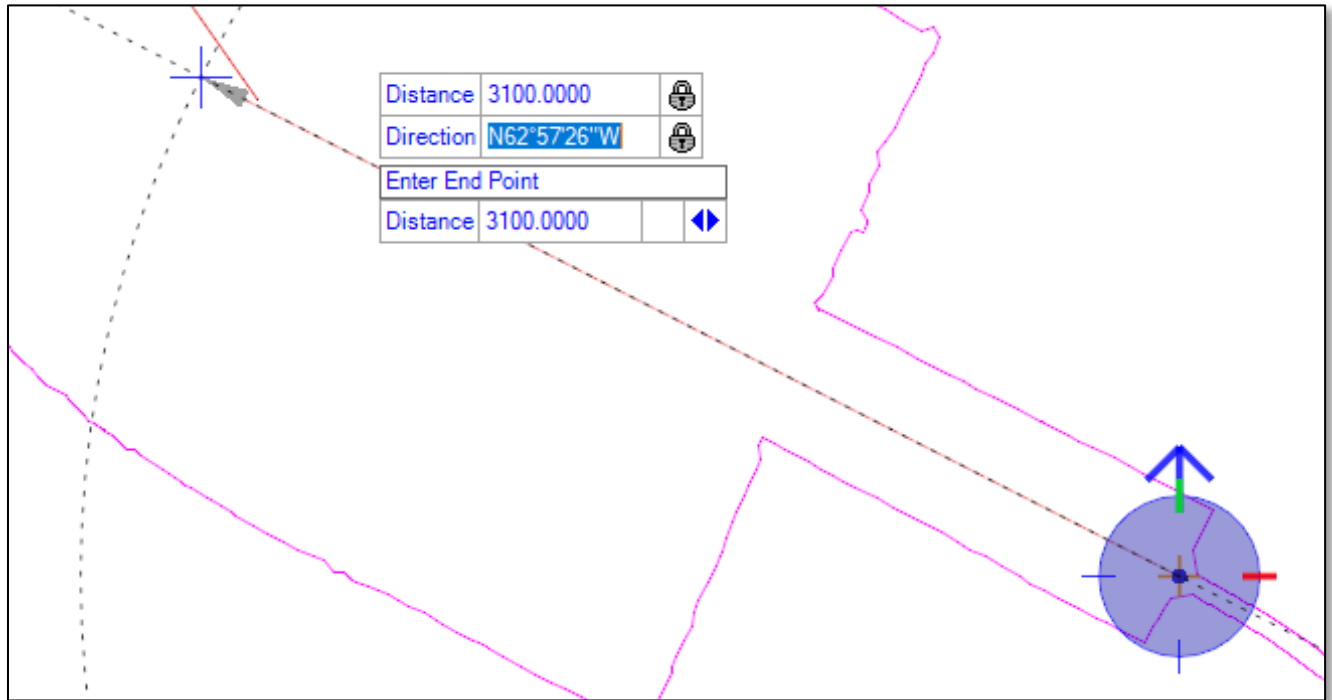 Distance 3100.0000
Direction N62°57'26"W
Enter End Point
Distance 3100.0000